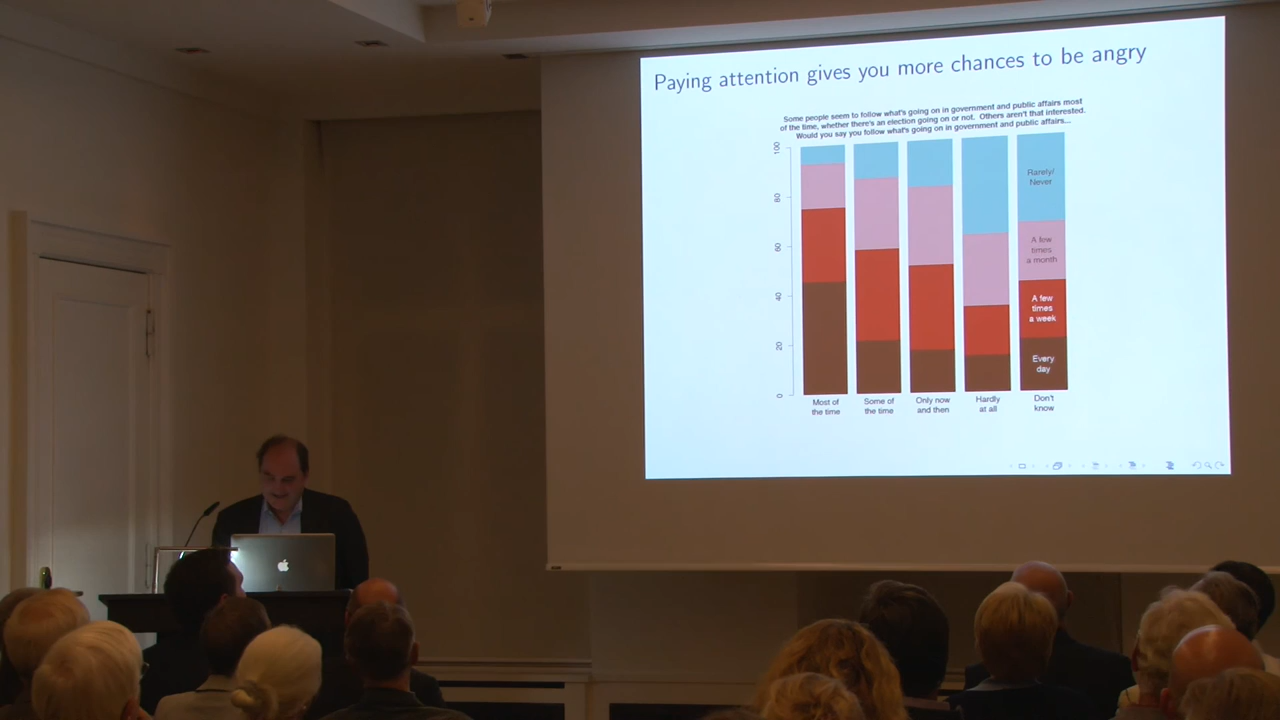 Paying attention gives you more chances to be angry
Some people seem to follow what's going on in government and public affairs most
of the time, whether there's an election going on or not. Others aren't that interested.
Would you say you follow what's going on in government and public affairs...
100
80
60
40
20
0
Rarely/
Never
A few
times
a month
A few
times
a week
Every
day
Most of
the time
Some of
the time
Only now
and then
Hardly
at all
Don't
know